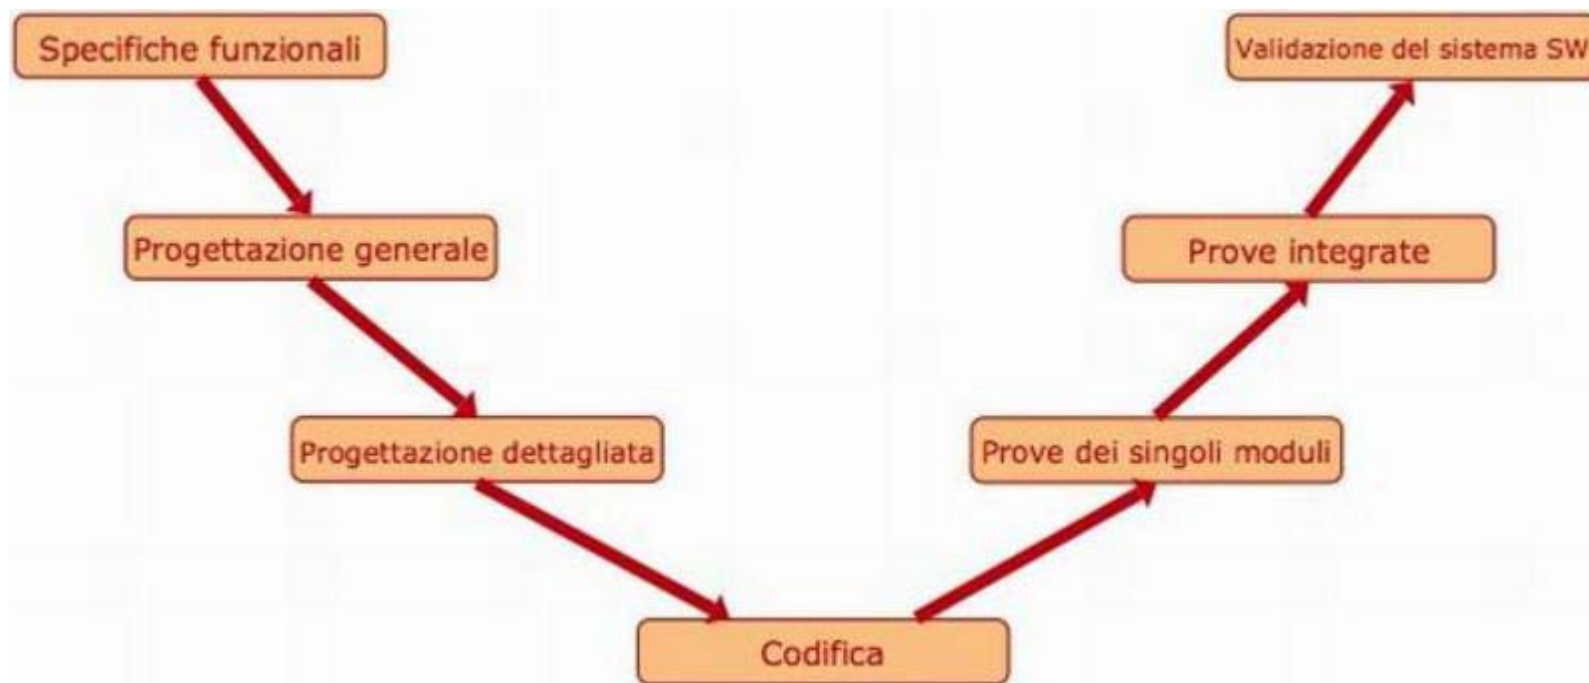 Specifiche funzionali
Validazione del sistema SW
Progettazione generale
Prove integrate
Progettazione dettagliata
Prove dei singoli moduli
Codifica